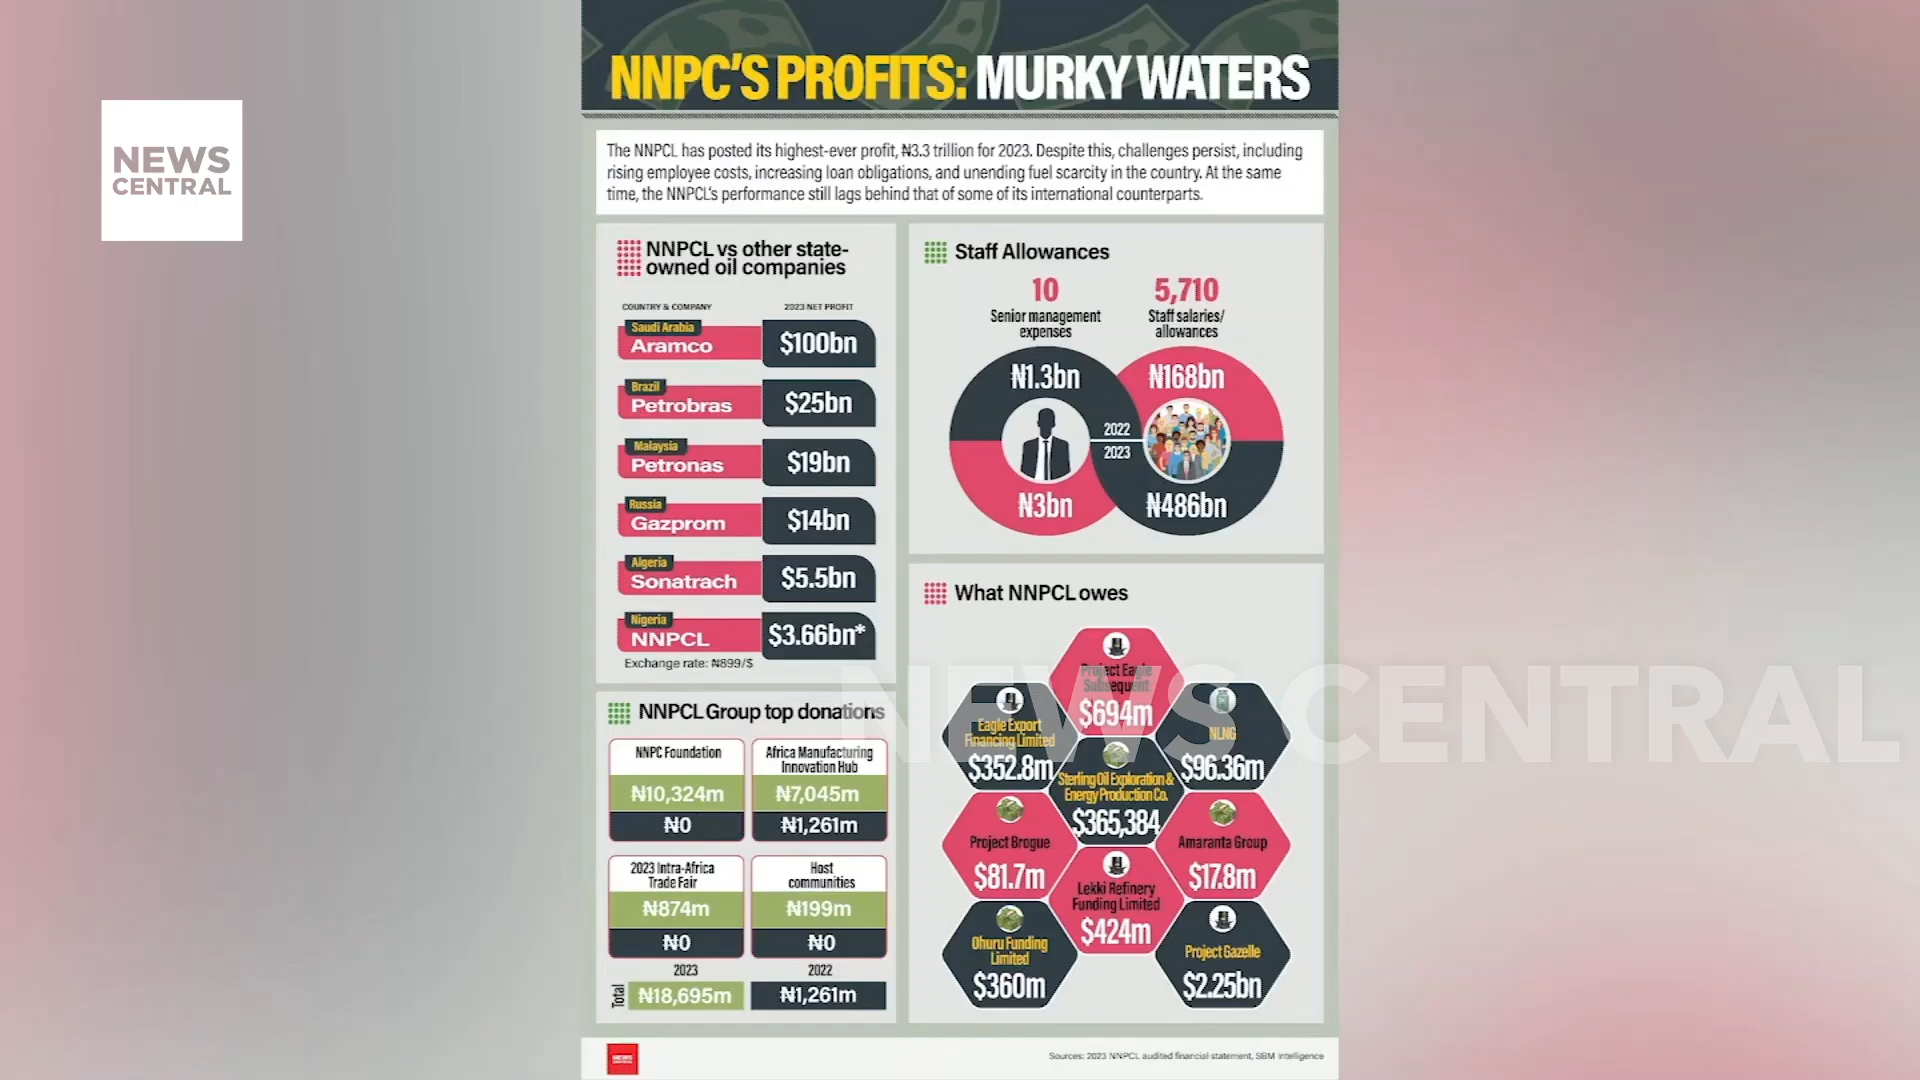 NEWS
CENTRAL
NNPC'S PROFITS: MURKY WATERS
The NNPCL has posted its highest-ever profit, ₦3.3 trillion for 2023. Despite this, challenges persist, including
rising employee costs, increasing loan obligations, and unending fuel scarcity in the country. At the same
time, the NNPCL's performance still lags behind that of some of its international counterparts.
NNPCL vs other state-
owned oil companies
COUNTRY & COMPANY 2023 NET PROFIT
Saudi Arabia
Aramco $100bn
Brazil
Petrobras $25bn
Malaysia
Petronas $19bn
Russia
Gazprom $14bn
Algeria
Sonatrach $5.5bn
Nigeria
NNPCL $3.66bn*
Exchange rate: ₦899/$
NNPCL Group top donations
NNPC Foundation
₦10,324m
₦0
Africa Manufacturing
Innovation Hub
₦7,045m
₦1,261m
2023 Intra-Africa
Trade Fair
₦874m
₦0
Host
communities
₦199m
₦0
2023 2022
Total ₦18,695m ₦1,261m
Staff Allowances
10
Senior management
expenses
5,710
Staff salaries/
allowances
₦1.3bn ₦168bn
2022
2023
₦3bn ₦486bn
What NNPCL owes
Project Eagle
Subsequent
$694m
Eagle Export
Financing Limited
$352.8m
NLNG
$96.36m
Sterling Oil Exploration &
Energy Production Co.
$365,384
Project Brogue
$81.7m
Amaranta Group
$17.8m
Lekki Refinery
Funding Limited
$424m
Ohuru Funding
Limited
$360m
Project Gazelle
$2.25bn
NEWS CENTRAL
NEWS
CENTRAL
Sources: 2023 NNPCL audited financial statement, SBM Intelligence